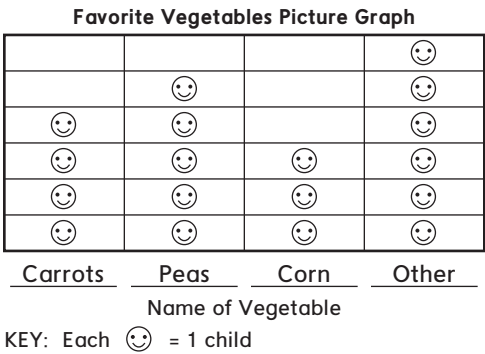 Favorite Vegetables Picture Graph
Carrots Peas Corn Other
Name of Vegetable
KEY: Each = 1 child